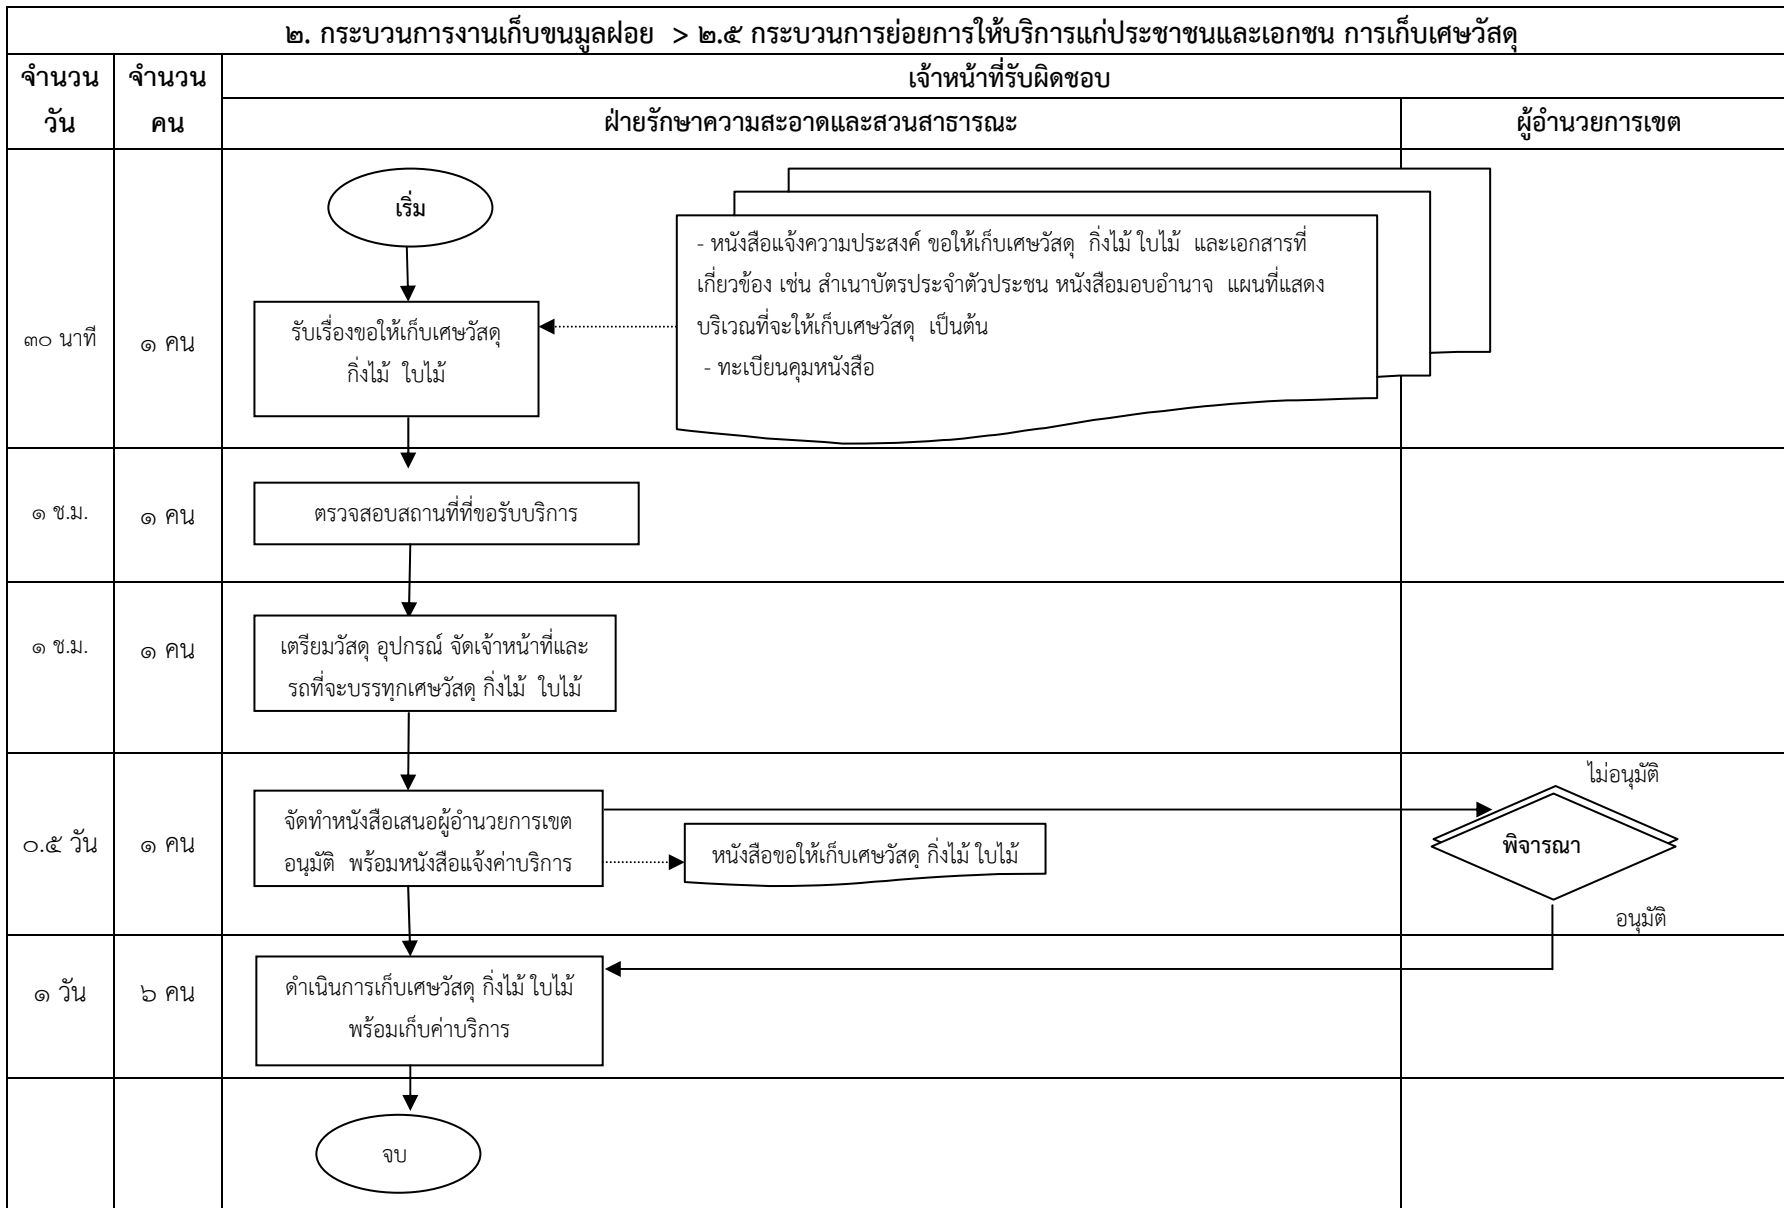 ๒. กระบวนการงานเก็บขนมูลฝอย > ๒.๕ กระบวนการย่อยการให้บริการแก่ประชาชนและเอกชน การเก็บเศษวัสดุ
จำนวน
วัน
จำนวน
คน
เจ้าหน้าที่รับผิดชอบ
ฝ่ายรักษาความสะอาดและสวนสาธารณะ
ผู้อำนวยการเขต
เริ่ม
- หนังสือแจ้งความประสงค์ ขอให้เก็บเศษวัสดุ กิ่งไม้ ใบไม้ และเอกสารที่
เกี่ยวข้อง เช่น สำเนาบัตรประจำตัวประชน หนังสือมอบอำนาจ แผนที่แสดง
บริเวณที่จะให้เก็บเศษวัสดุ เป็นต้น
- ทะเบียนคุมหนังสือ
๓๐ นาที
๑ คน
รับเรื่องขอให้เก็บเศษวัสดุ
กิ่งไม้ ใบไม้
๑ ช.ม.
๑ คน
ตรวจสอบสถานที่ที่ขอรับบริการ
๑ ช.ม.
๑ คน
เตรียมวัสดุ อุปกรณ์ จัดเจ้าหน้าที่และ
รถที่จะบรรทุกเศษวัสดุ กิ่งไม้ ใบไม้
๐.๕ วัน
๑ คน
จัดทำหนังสือเสนอผู้อำนวยการเขต
อนุมัติ พร้อมหนังสือแจ้งค่าบริการ
หนังสือขอให้เก็บเศษวัสดุ กิ่งไม้ ใบไม้
ไม่อนุมัติ
พิจารณา
อนุมัติ
๑ วัน
๖ คน
ดำเนินการเก็บเศษวัสดุ กิ่งไม้ ใบไม้
พร้อมเก็บค่าบริการ
จบ